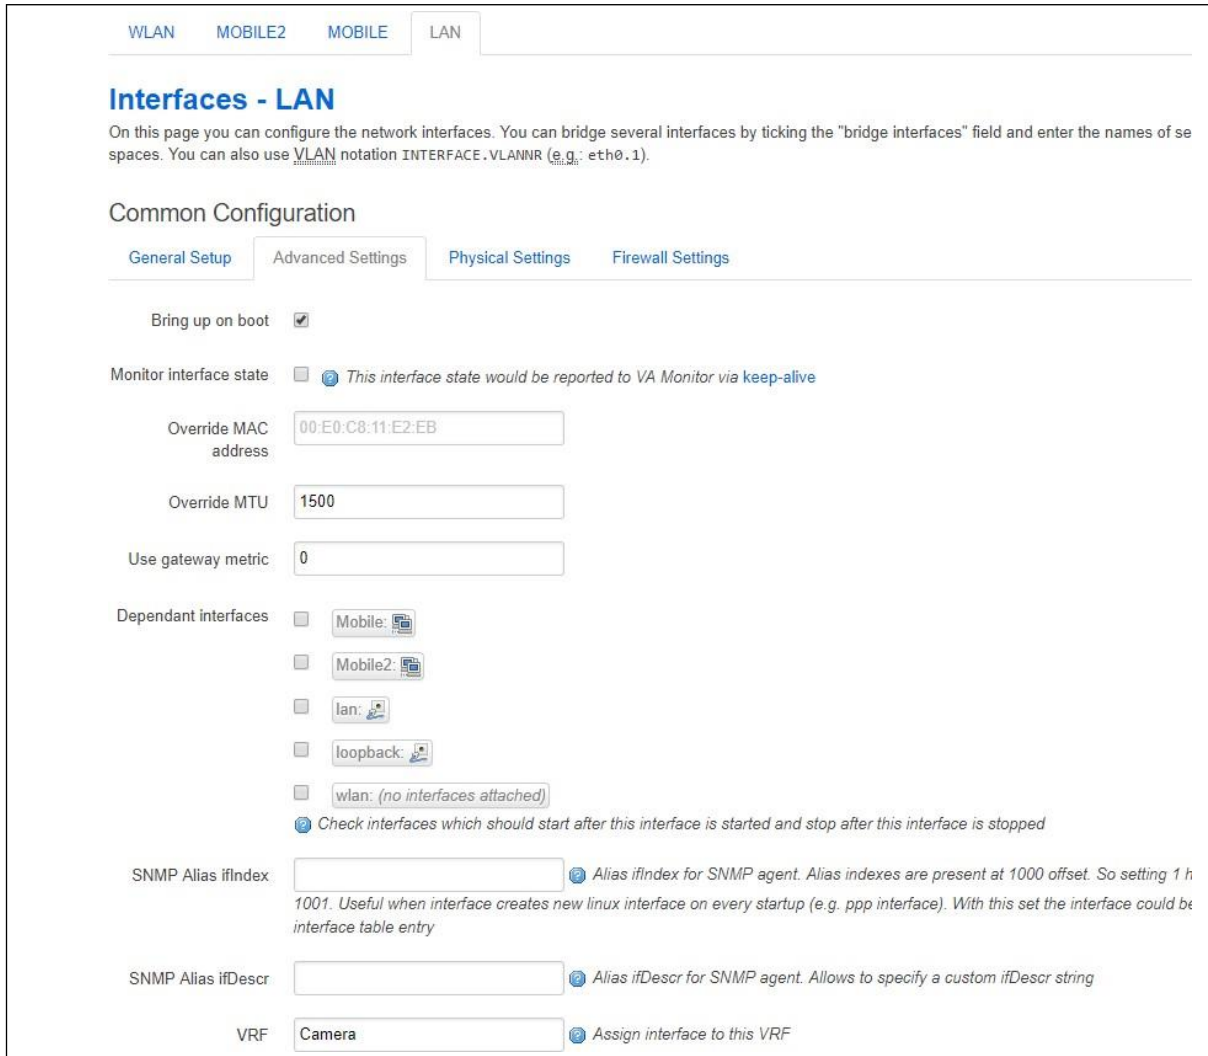 WLAN MOBILE2 MOBILE LAN
Interfaces - LAN
On this page you can configure the network interfaces. You can bridge several interfaces by ticking the "bridge interfaces" field and enter the names of se
spaces. You can also use VLAN notation INTERFACE.VLANNR (e.g.: eth0.1).
Common Configuration
General Setup Advanced Settings Physical Settings Firewall Settings
Bring up on boot
Monitor interface state This interface state would be reported to VA Monitor via keep-alive
Override MAC 00:E0:C8:11:E2:EB
address
Override MTU 1500
Use gateway metric 0
Dependant interfaces Mobile:
Mobile2:
lan:
loopback:
wlan: (no interfaces attached)
Check interfaces which should start after this interface is started and stop after this interface is stopped
SNMP Alias ifIndex Alias ifIndex for SNMP agent. Alias indexes are present at 1000 offset. So setting 1 h
1001. Useful when interface creates new linux interface on every startup (e.g. ppp interface). With this set the interface could be
interface table entry
SNMP Alias ifDescr Alias ifDescr for SNMP agent. Allows to specify a custom ifDescr string
VRF Camera Assign interface to this VRF